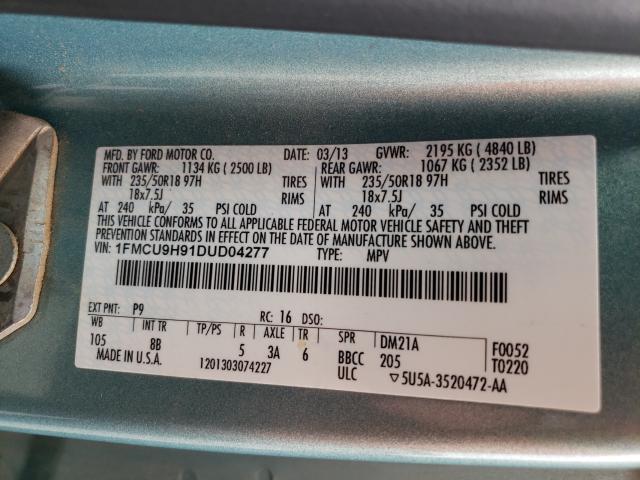 MFD. BY FORD MOTOR CO. DATE: 03/13 GVWR: 2195 KG ( 4840 LB)
FRONT GAWR: 1134 KG ( 2500 LB) REAR GAWR: 1067 KG ( 2352 LB)
WITH 235/50R18 97H TIRES WITH 235/50R18 97H TIRES
18x7.5J RIMS 18x7.5J RIMS
AT 240 kPa/ 35 PSI COLD AT 240 kPa/ 35 PSI COLD
THIS VEHICLE CONFORMS TO ALL APPLICABLE FEDERAL MOTOR VEHICLE SAFETY AND THEFT
PREVENTION STANDARDS IN EFFECT ON THE DATE OF MANUFACTURE SHOWN ABOVE.
VIN: 1FMCU9H91DUD04277 TYPE: MPV
EXT PNT: P9 RC: 16 DSO:
WB INT TR TP/PS R AXLE TR SPR DM21A F0052
105 8B 5 3A 6 BBCC 205 T0220
MADE IN U.S.A. 1201303074227 ULC ▽5U5A-3520472-AA